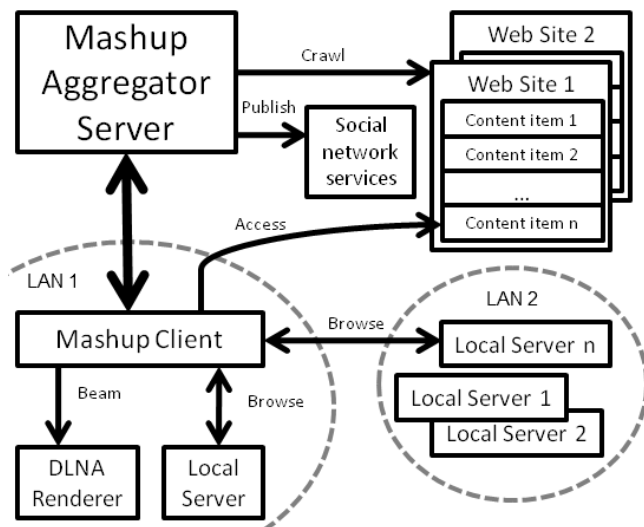 Mashup
Aggregator
Server
Crawl
Publish
Social
network
services
Web Site 2
Web Site 1
Content item 1
Content item 2
...
Content item n
Access
LAN 1
Mashup Client
Beam
Browse
DLNA
Renderer
Local
Server
Browse
LAN 2
Local Server n
Local Server 1
Local Server 2